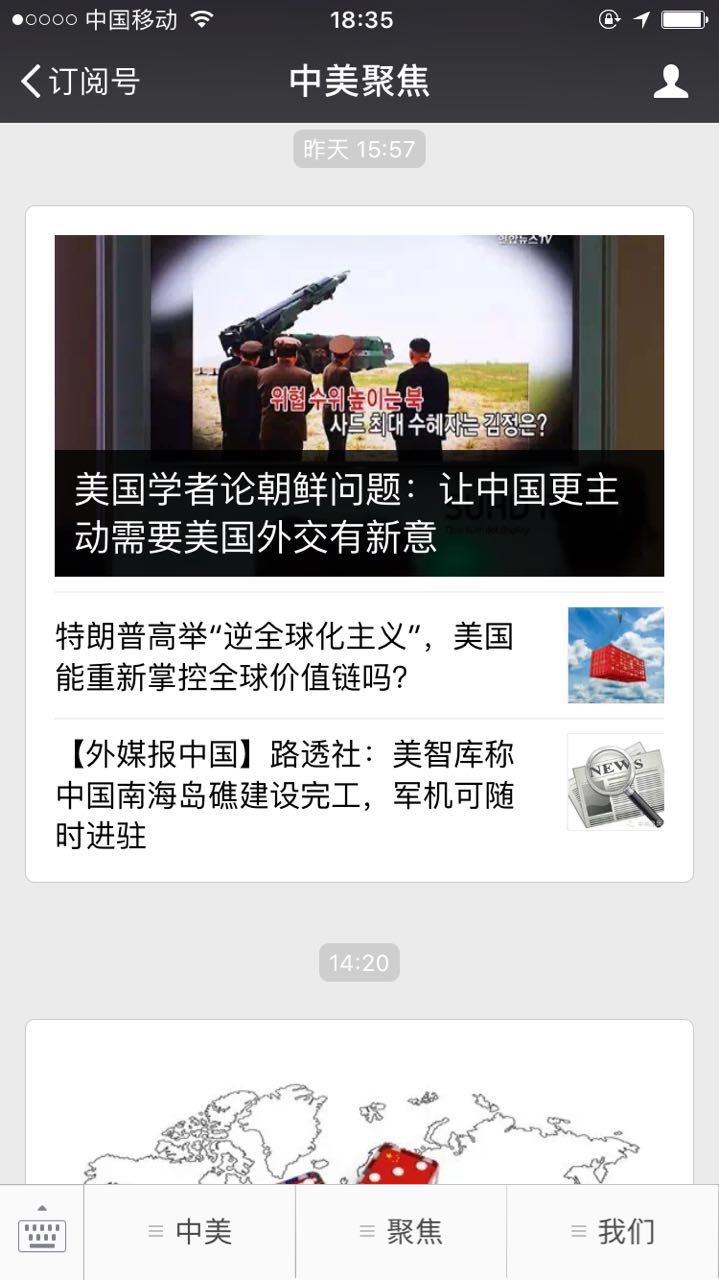 中国移动
18:35
订阅号
中美聚焦
昨天 15:57
연합뉴스TV
위협 수위 높이는 북
사드 최대 수혜자는 김정은?
美国学者论朝鲜问题：让中国更主
动需要美国外交有新意
特朗普高举“逆全球化主义”，美国
能重新掌控全球价值链吗？
【外媒报中国】路透社：美智库称
中国南海岛礁建设完工，军机可随
时进驻
NEWS
14:20
中美
聚焦
我们